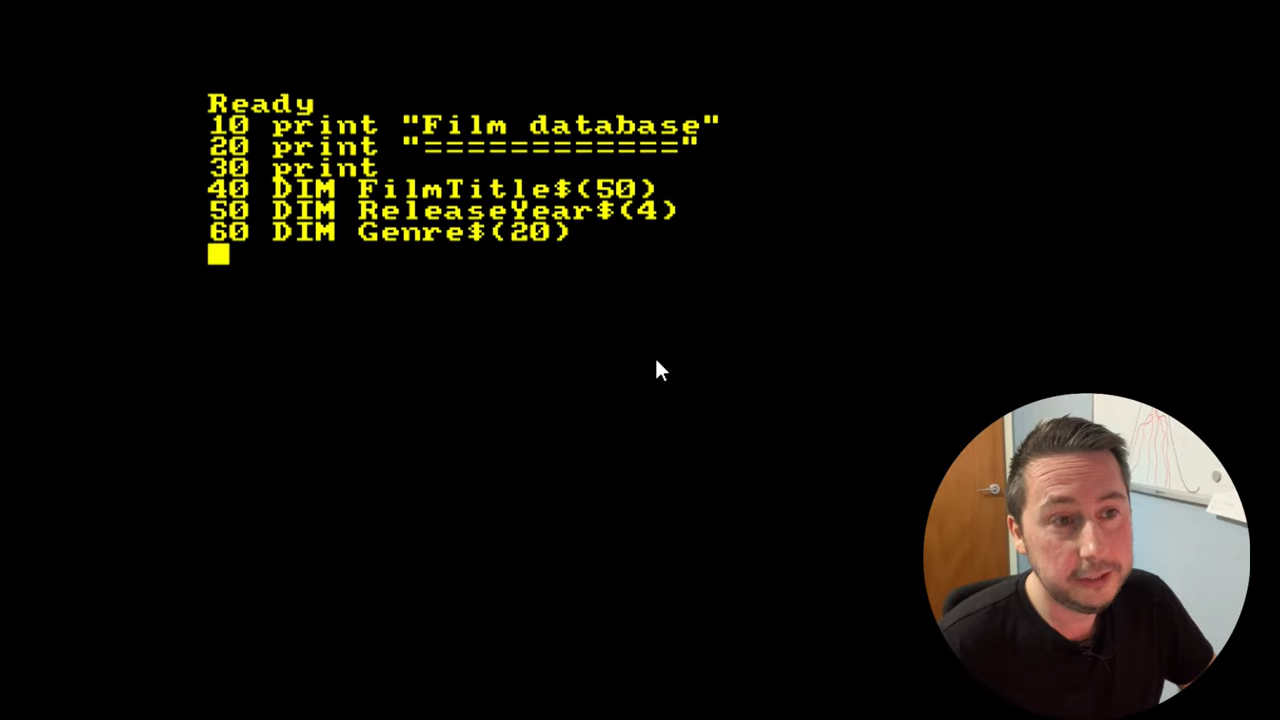 Ready
10 print "Film database"
20 print "============"
30 print
40 DIM FilmTitle$(50)
50 DIM ReleaseYear$(4)
60 DIM Genre$(20)